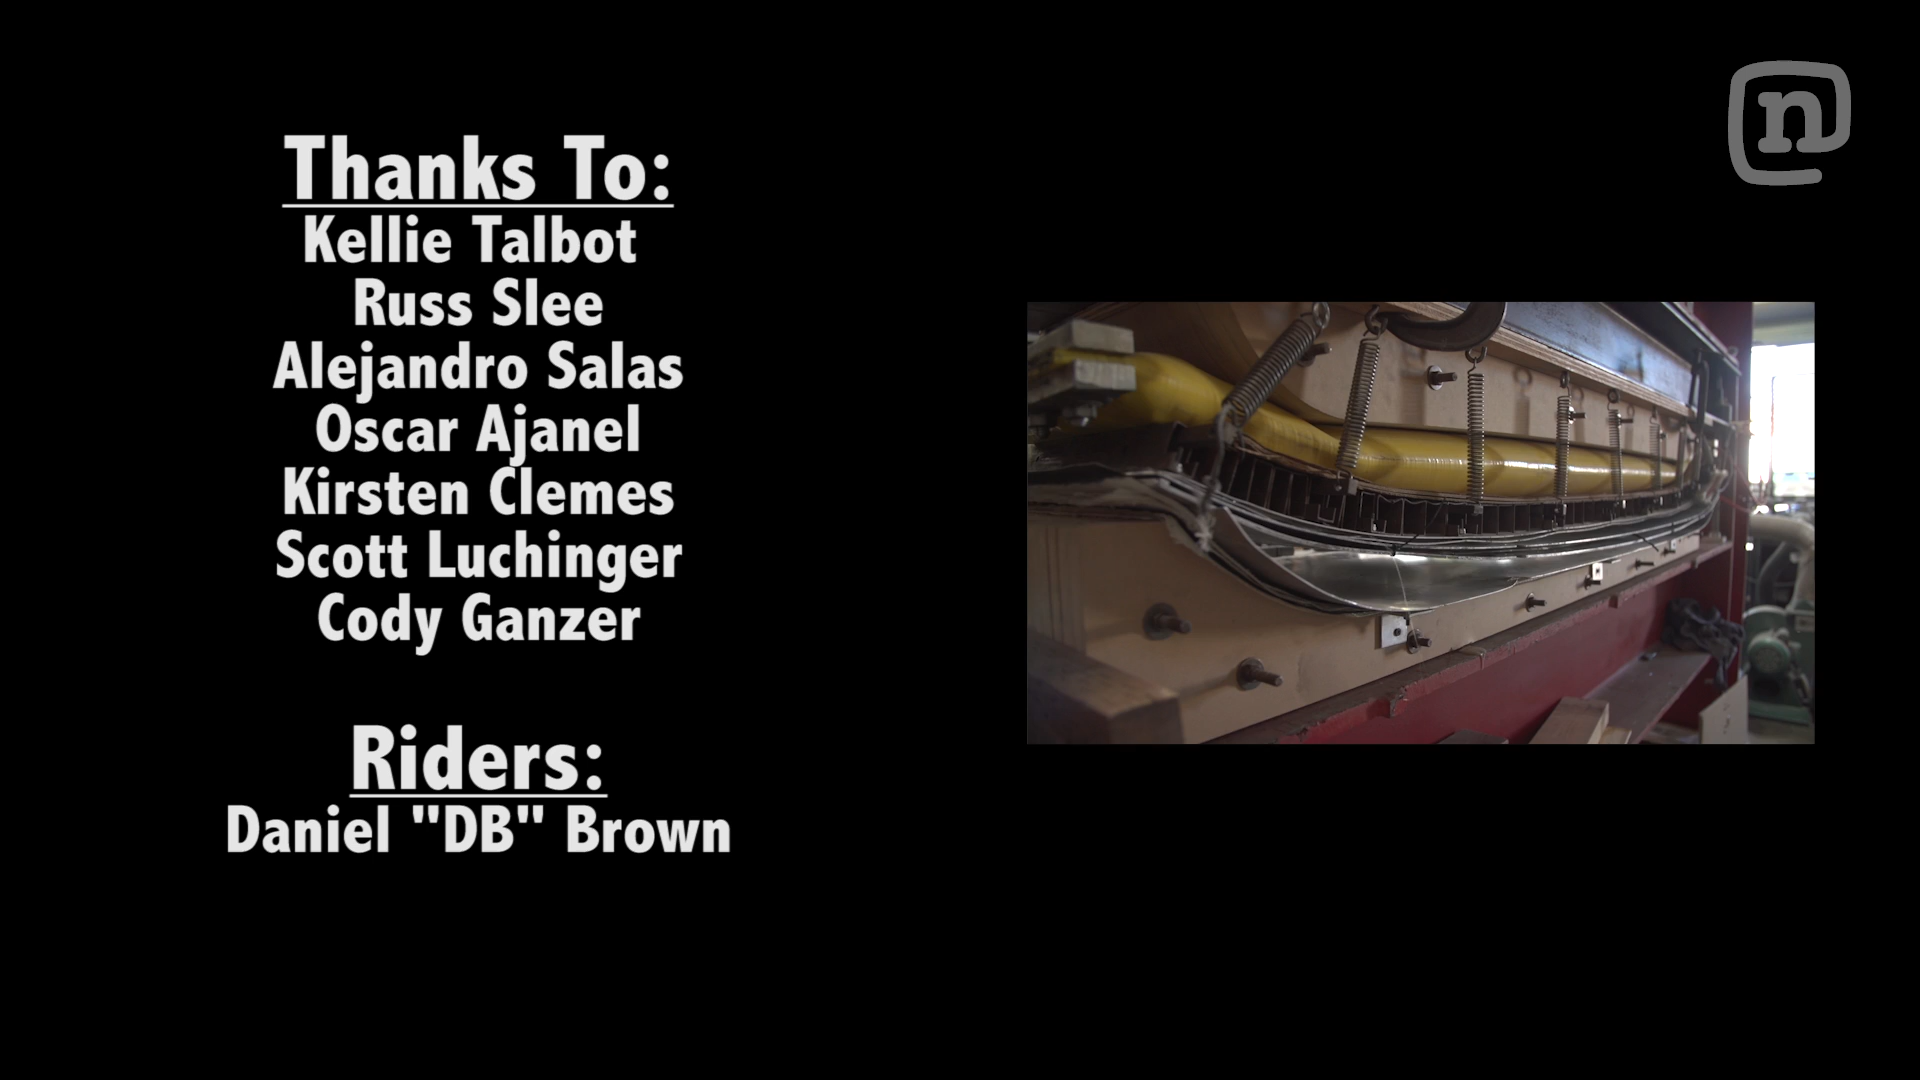 Thanks To:
Kellie Talbot
Russ Slee
Alejandro Salas
Oscar Ajanel
Kirsten Clemes
Scott Luchinger
Cody Ganzer
Riders:
Daniel "DB" Brown
n